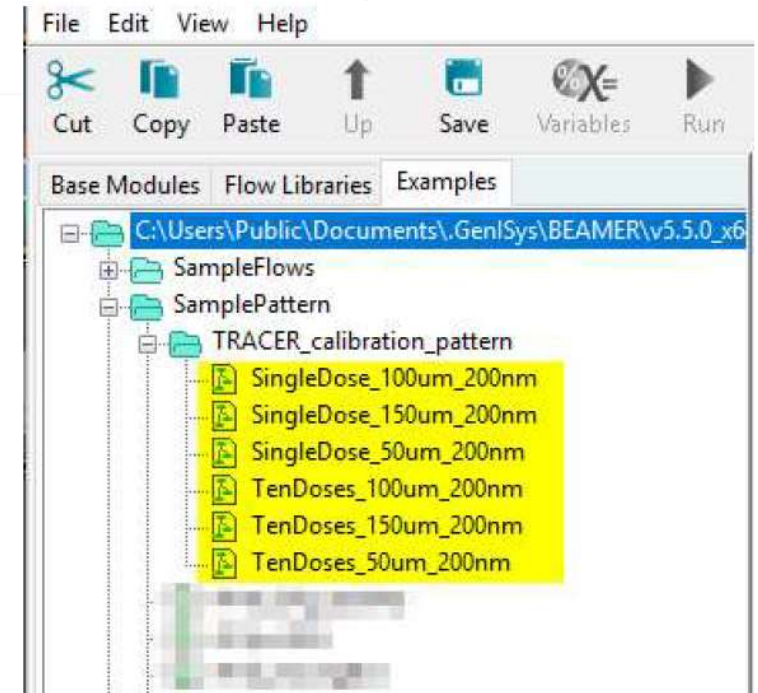 File Edit View Help
Cut Copy Paste Up Save Variables Run
Base Modules Flow Libraries Examples
C:\Users\Public\Documents\.GenISys\BEAMER\v5.5.0_x6
SampleFlows
SamplePattern
TRACER_calibration_pattern
SingleDose_100um_200nm
SingleDose_150um_200nm
SingleDose_50um_200nm
TenDoses_100um_200nm
TenDoses_150um_200nm
TenDoses_50um_200nm